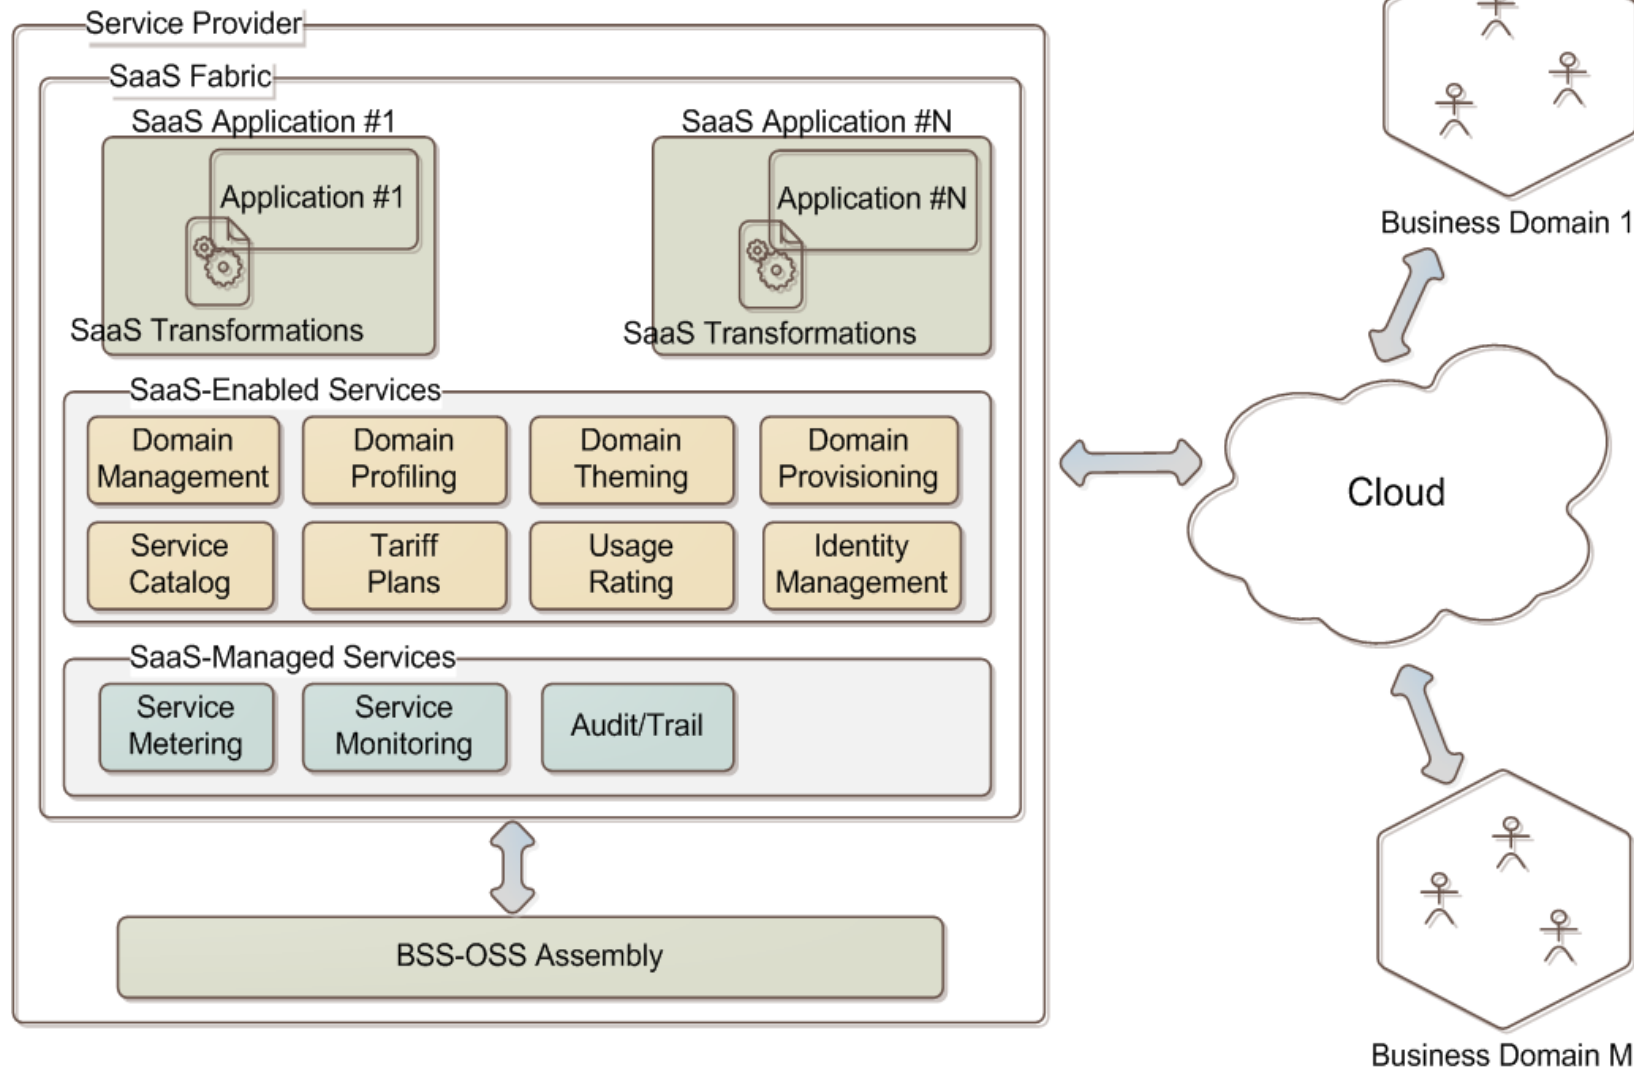 Service Provider
SaaS Fabric
SaaS Application #1
Application #1
SaaS Transformations
SaaS Application #N
Application #N
SaaS Transformations
SaaS-Enabled Services
Domain
Management
Domain
Profiling
Domain
Theming
Domain
Provisioning
Service
Catalog
Tariff
Plans
Usage
Rating
Identity
Management
SaaS-Managed Services
Service
Metering
Service
Monitoring
Audit/Trail
BSS-OSS Assembly
Business Domain 1
Cloud
Business Domain M